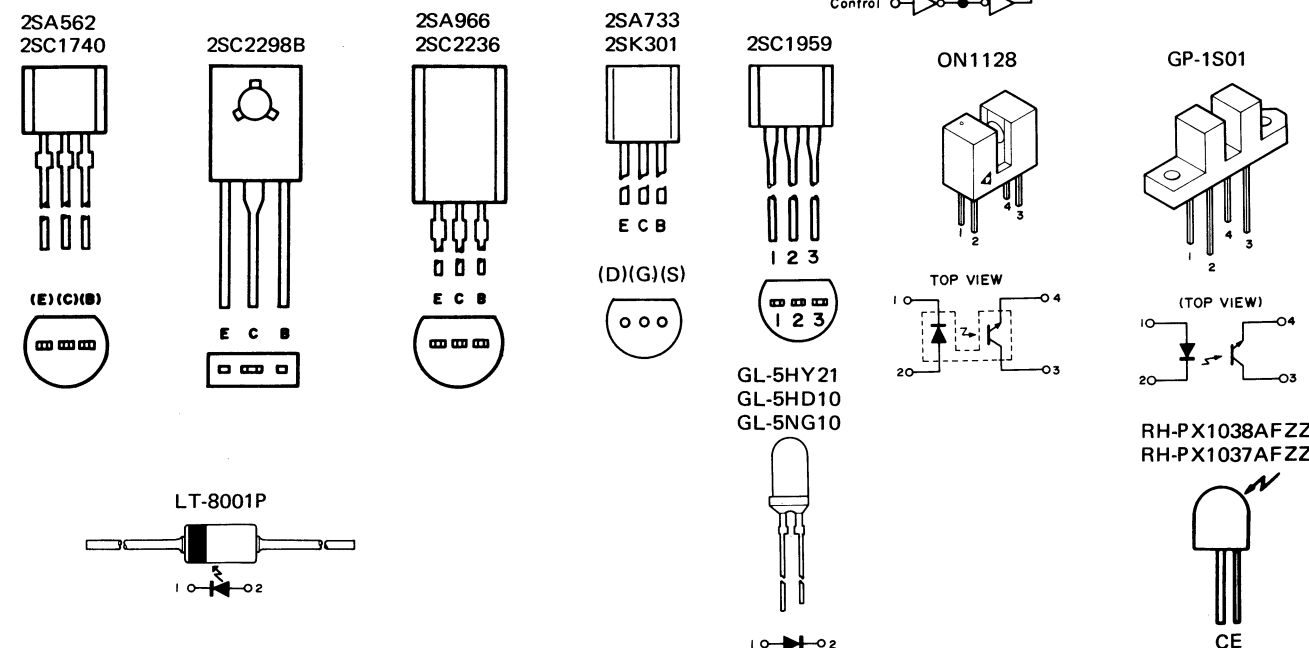 Control
2SA562
2SC1740
(E)(C)(B)
2SC2298B
E C B
2SA966
2SC2236
E C B
2SA733
2SK301
E C B
(D)(G)(S)
2SC1959
1 2 3
1 2 3
ON1128
1
2
4
3
TOP VIEW
1
4
2
3
GP-1S01
1
2
4
3
(TOP VIEW)
1
4
2
3
LT-8001P
1 2
GL-5HY21
GL-5HD10
GL-5NG10
1 2
RH-PX1038AFZZ
RH-PX1037AFZZ
CE